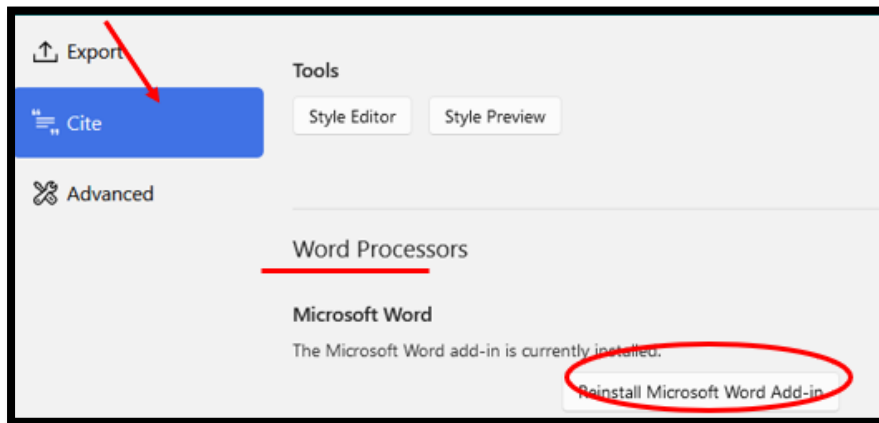 Export
Cite
Advanced
Tools
Style Editor
Style Preview
Word Processors
Microsoft Word
The Microsoft Word add-in is currently installed.
Reinstall Microsoft Word Add-in